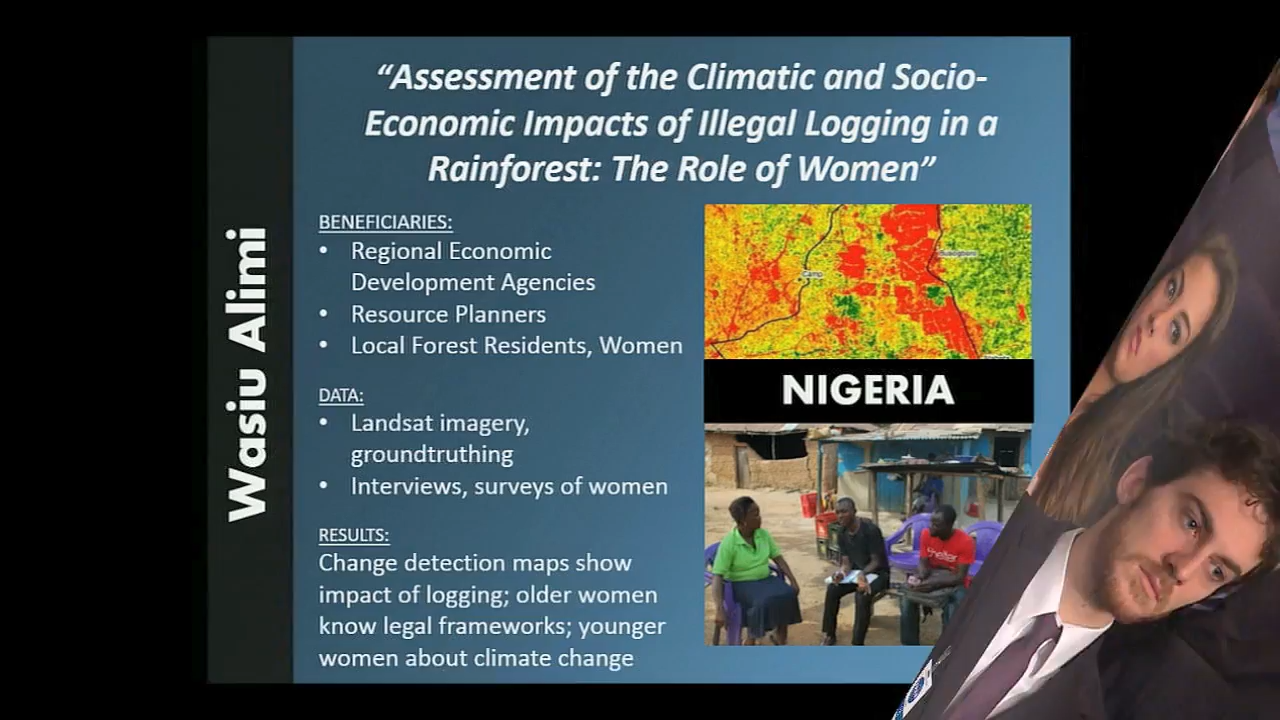 “Assessment of the Climatic and Socio-
Economic Impacts of Illegal Logging in a
Rainforest: The Role of Women”
Wasiu Alimi
BENEFICIARIES:
• Regional Economic
Development Agencies
• Resource Planners
• Local Forest Residents, Women
DATA:
• Landsat imagery,
groundtruthing
• Interviews, surveys of women
RESULTS:
Change detection maps show
impact of logging; older women
know legal frameworks; younger
women about climate change
Camp
NIGERIA